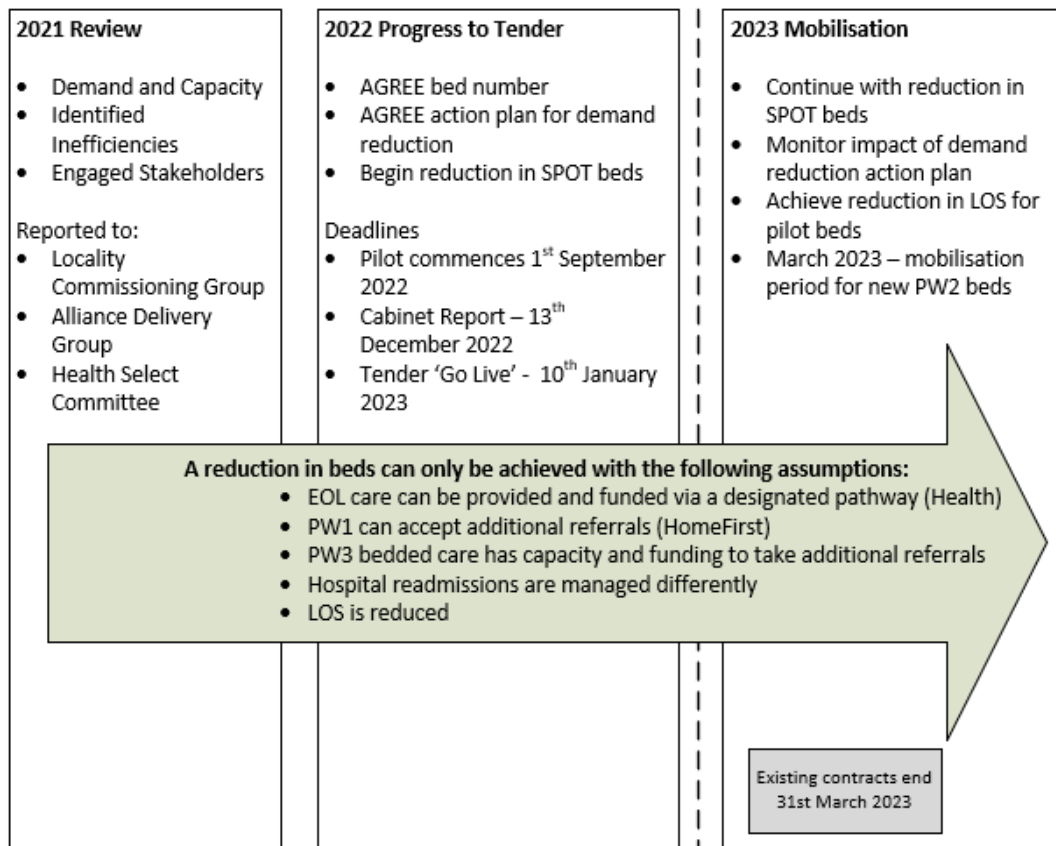 2021 Review
• Demand and Capacity
• Identified
Inefficiencies
• Engaged Stakeholders
Reported to:
• Locality
Commissioning Group
• Alliance Delivery
Group
• Health Select
Committee
2022 Progress to Tender
• AGREE bed number
• AGREE action plan for demand
reduction
• Begin reduction in SPOT beds
Deadlines
• Pilot commences 1st September
2022
• Cabinet Report – 13th
December 2022
• Tender ‘Go Live’ - 10th January
2023
2023 Mobilisation
• Continue with reduction in
SPOT beds
• Monitor impact of demand
reduction action plan
• Achieve reduction in LOS for
pilot beds
• March 2023 – mobilisation
period for new PW2 beds
A reduction in beds can only be achieved with the following assumptions:
• EOL care can be provided and funded via a designated pathway (Health)
• PW1 can accept additional referrals (HomeFirst)
• PW3 bedded care has capacity and funding to take additional referrals
• Hospital readmissions are managed differently
• LOS is reduced
Existing contracts end
31st March 2023